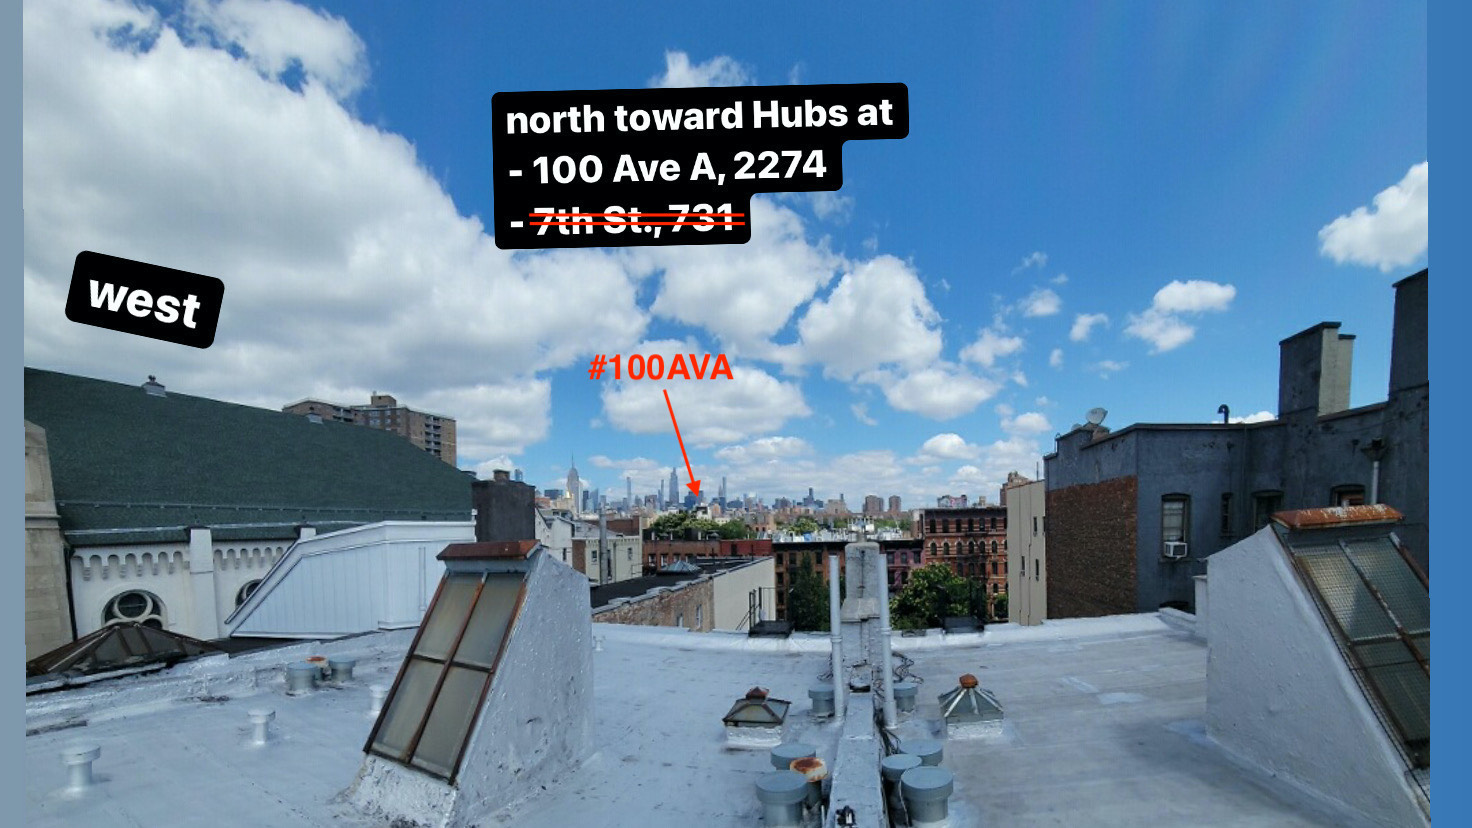 north toward Hubs at
- 100 Ave A, 2274
- 7th St., 731
west
#100AVA